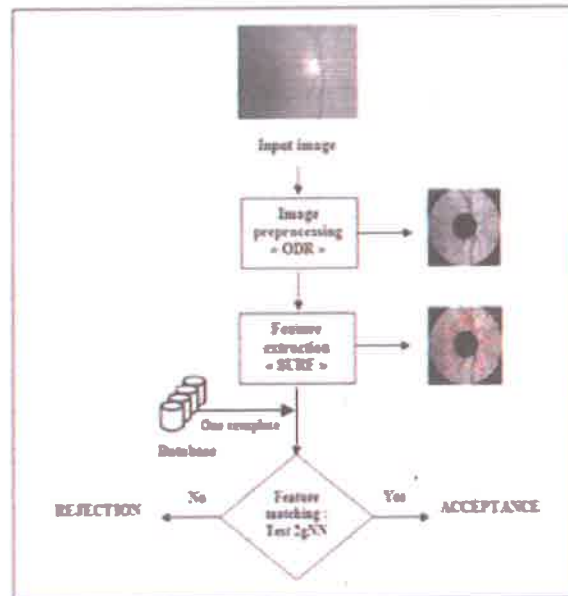 Input image
Image
preprocessing
« ODR »
Feature
extraction
« SURF »
One template
Database
No
Feature
matching :
Test 2gNN
Yes
REJECTION
ACCEPTANCE